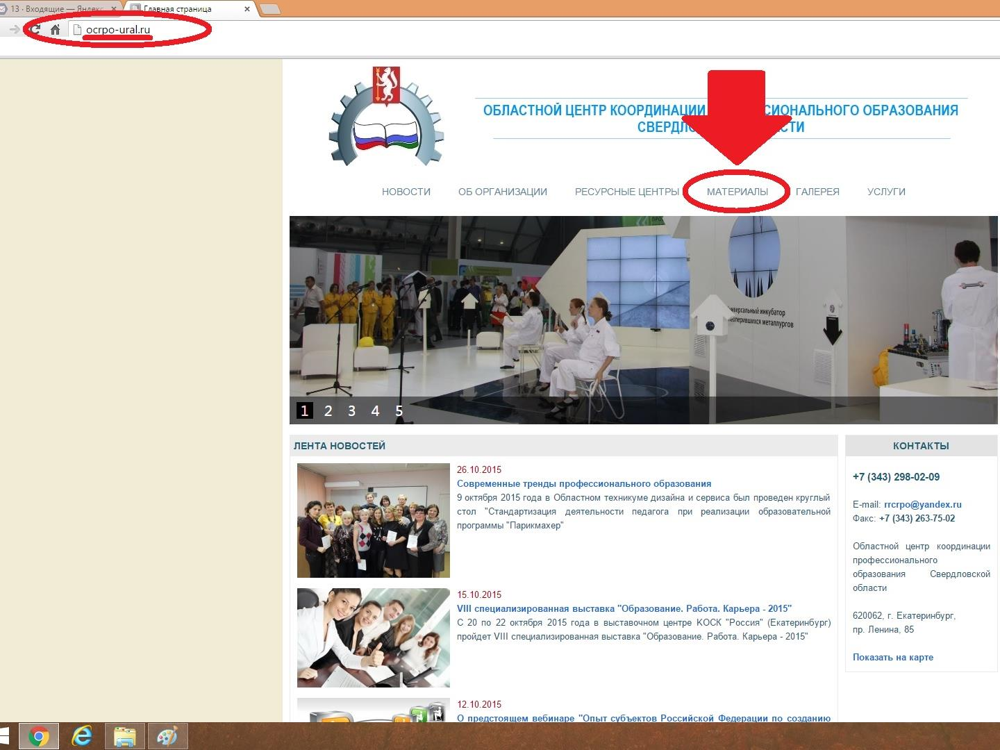 13 · Входящие — Яндекс
Главная страница
ocrpo-ural.ru
ОБЛАСТНОЙ ЦЕНТР КООРДИНАЦИИ СИОНАЛЬНОГО ОБРАЗОВАНИЯ
СВЕРДЛО СТИ
НОВОСТИ ОБ ОРГАНИЗАЦИИ РЕСУРСНЫЕ ЦЕНТРЫ МАТЕРИАЛЫ ГАЛЕРЕЯ УСЛУГИ
инкубатор
металлургов
1 2 3 4 5
ЛЕНТА НОВОСТЕЙ
26.10.2015
Современные тренды профессионального образования
9 октября 2015 года в Областном техникуме дизайна и сервиса был проведен круглый
стол "Стандартизация деятельности педагога при реализации образовательной
программы "Парикмахер"
15.10.2015
VIII специализированная выставка "Образование. Работа. Карьера - 2015"
С 20 по 22 октября 2015 года в выставочном центре КОСК "Россия" (Екатеринбург)
пройдет VIII специализированная выставка "Образование. Работа. Карьера - 2015"
12.10.2015
О предстоящем вебинаре "Опыт субъектов Российской Федерации по созданию
КОНТАКТЫ
+7 (343) 298-02-09
E-mail: rrcrpo@yandex.ru
Факс: +7 (343) 263-75-02
Областной центр координации
профессионального
образования Свердловской
области
620062, г. Екатеринбург,
пр. Ленина, 85
Показать на карте